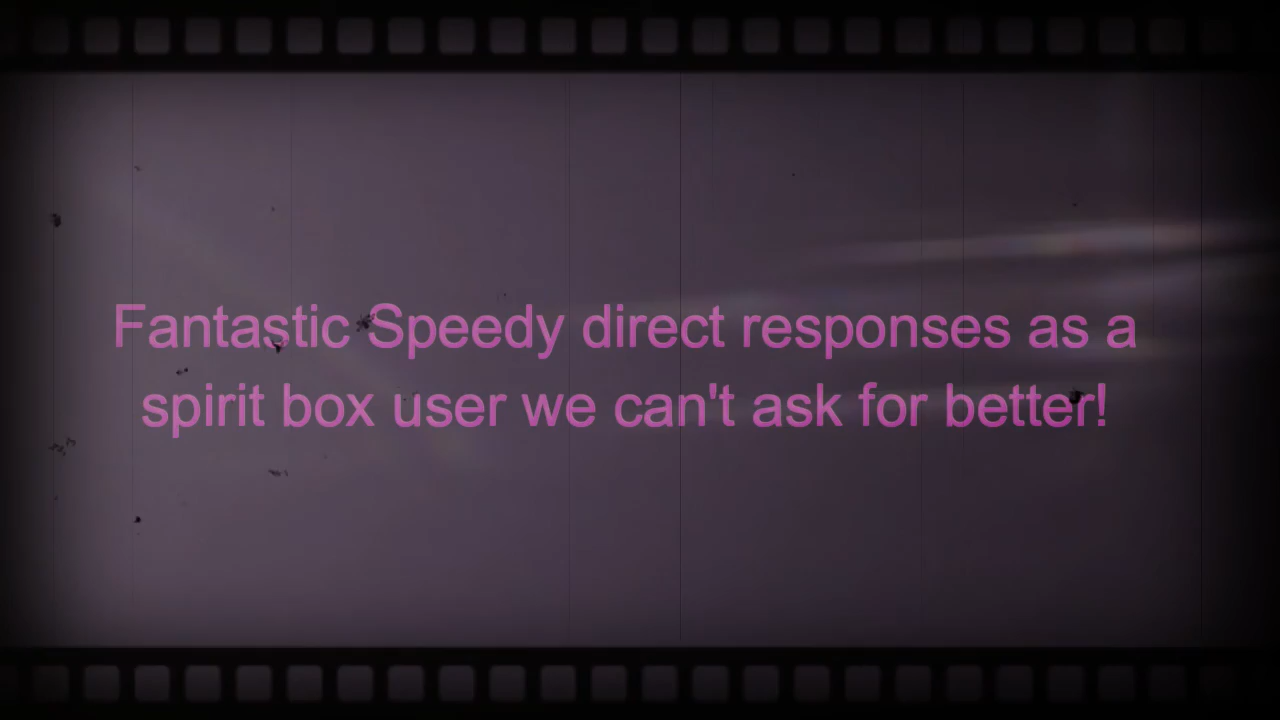 Fantastic Speedy direct responses as a
spirit box user we can't ask for better!